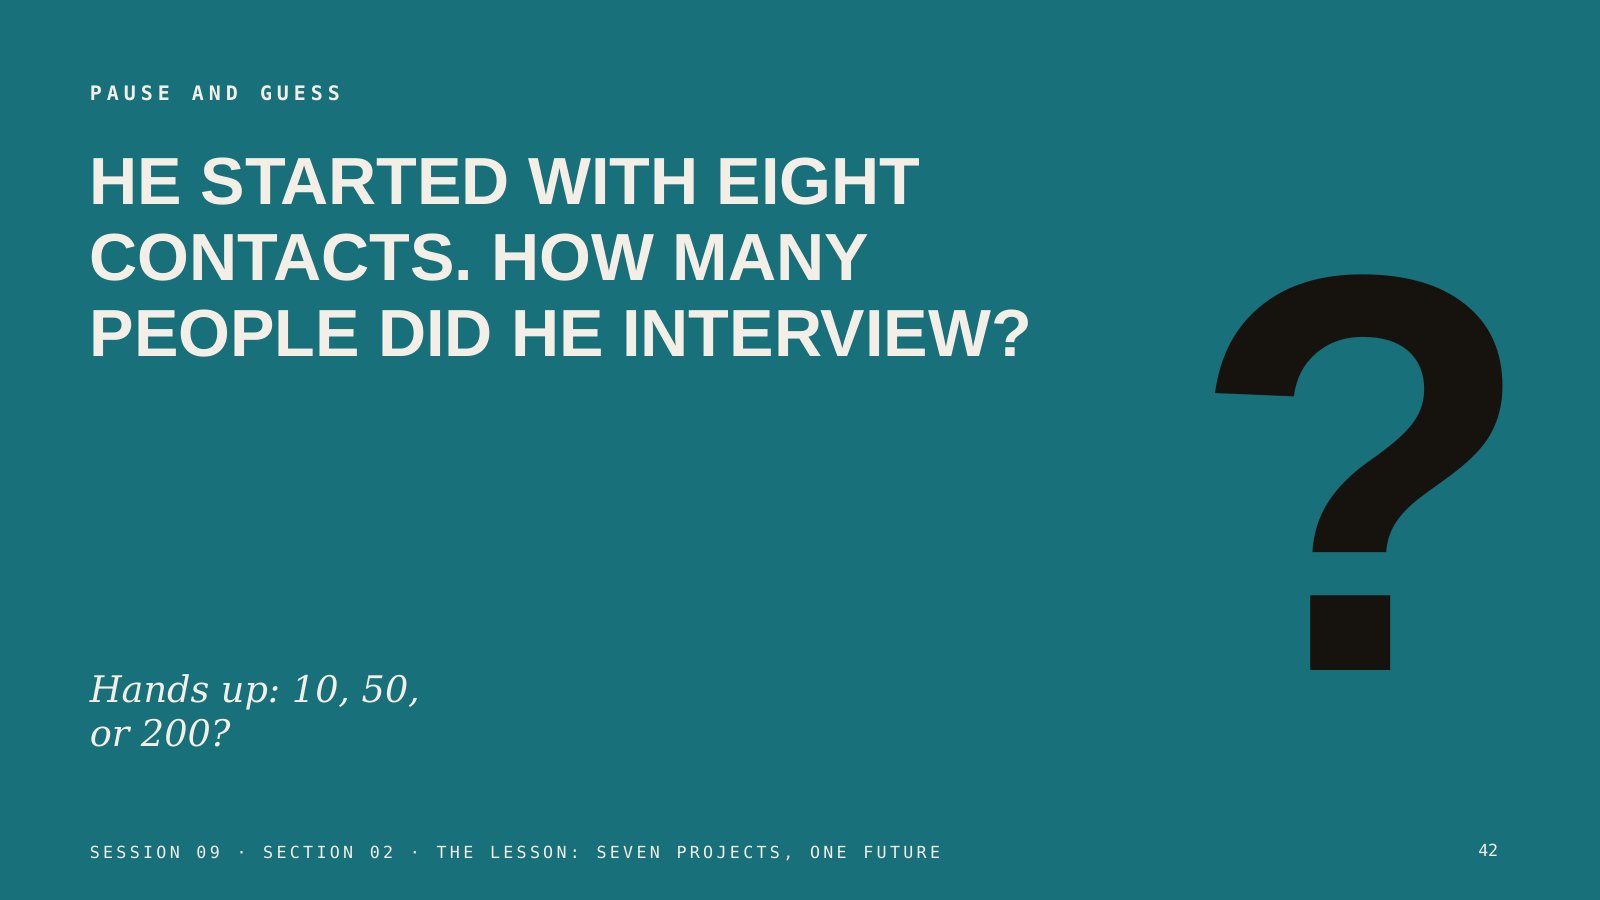 PAUSE AND GUESS
HE STARTED WITH EIGHT
CONTACTS. HOW MANY
PEOPLE DID HE INTERVIEW?
?
Hands up: 10, 50,
or 200?
SESSION 09 · SECTION 02 · THE LESSON: SEVEN PROJECTS, ONE FUTURE
42